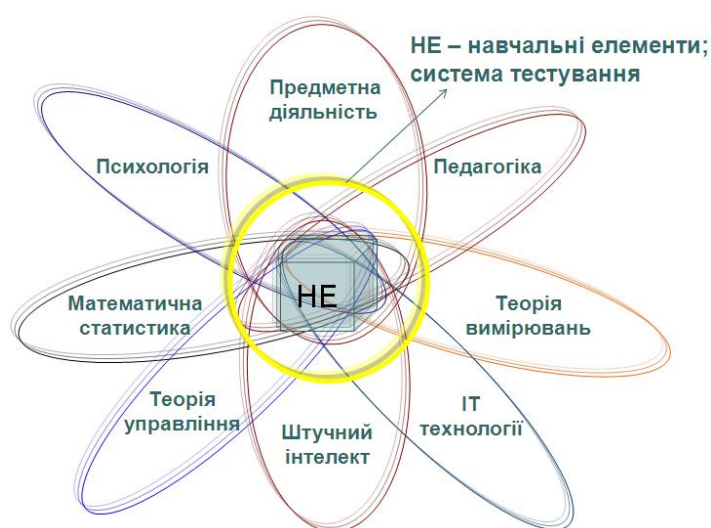 НЕ – навчальні елементи;
система тестування
Предметна
діяльність
Психологія
Педагогіка
Математична
статистика
НЕ
Теорія
вимірювань
Теорія
управління
Штучний
інтелект
ІТ
технології